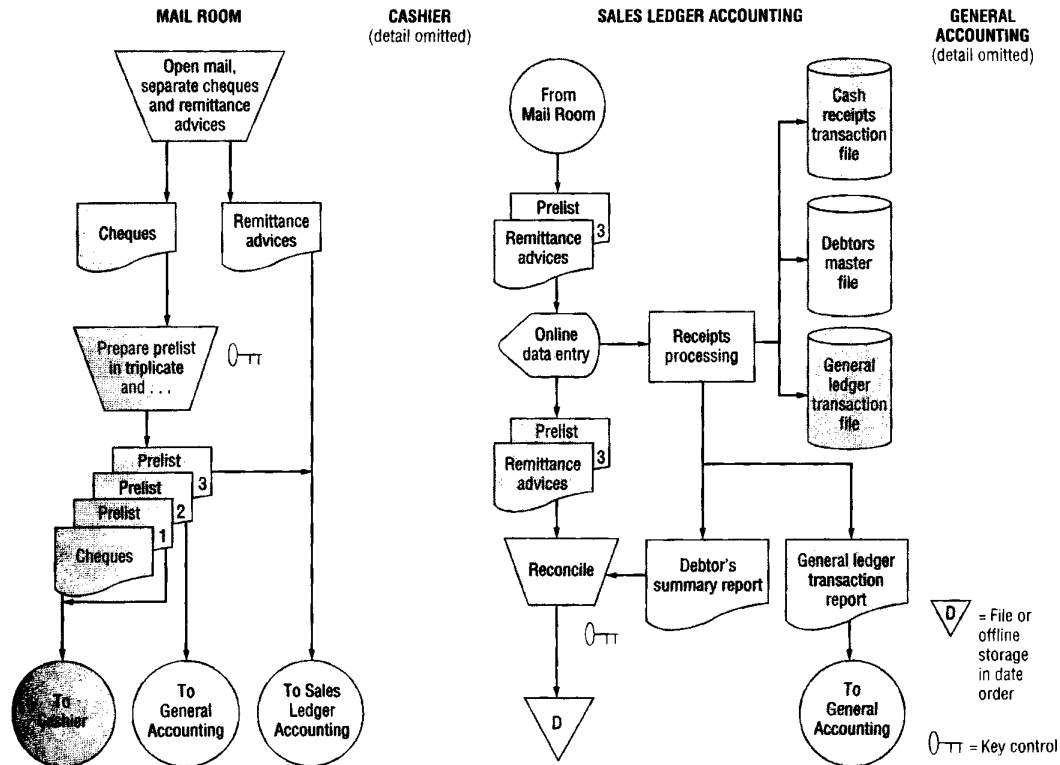 MAIL ROOM
Open mail,
separate cheques
and remittance
advices
Cheques
Remittance
advices
Prepare prelist
in triplicate
and . . .
Prelist
3
Prelist
2
Prelist
1
Cheques
To
Cashier
To
General
Accounting
To Sales
Ledger
Accounting
CASHIER
(detail omitted)
SALES LEDGER ACCOUNTING
From
Mail Room
Prelist
3
Remittance
advices
Online
data entry
Receipts
processing
Prelist
3
Remittance
advices
Reconcile
Debtor's
summary report
General ledger
transaction
report
D
To
General
Accounting
GENERAL
ACCOUNTING
(detail omitted)
Cash
receipts
transaction
file
Debtors
master
file
General
ledger
transaction
file
D
= File or
offline
storage
in date
order
= Key control